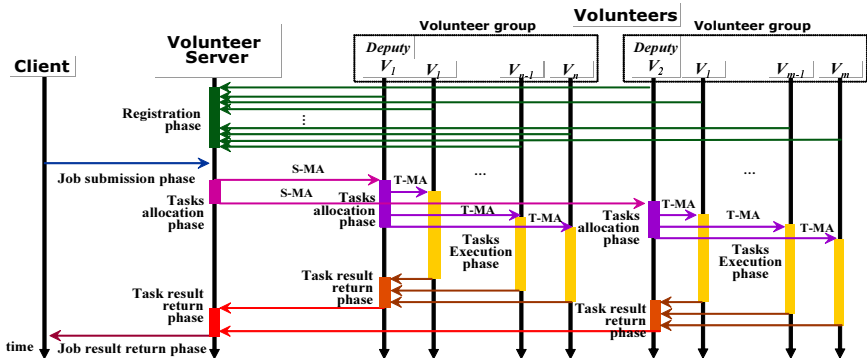 Volunteers
Volunteer group
Volunteer group
Client
Volunteer
Server
Deputy
V1
V1
Vn-1
Vn
Deputy
V2
V1
Vm-1
Vm
Registration
phase
...
Job submission phase
S-MA
S-MA
Tasks
allocation
phase
T-MA
...
T-MA
T-MA
Tasks
allocation
phase
Tasks
Execution
phase
...
T-MA
T-MA
T-MA
Tasks
allocation
phase
Tasks
Execution
phase
Task result
return
phase
Task result
return
phase
Task result
return
phase
time
Job result return phase